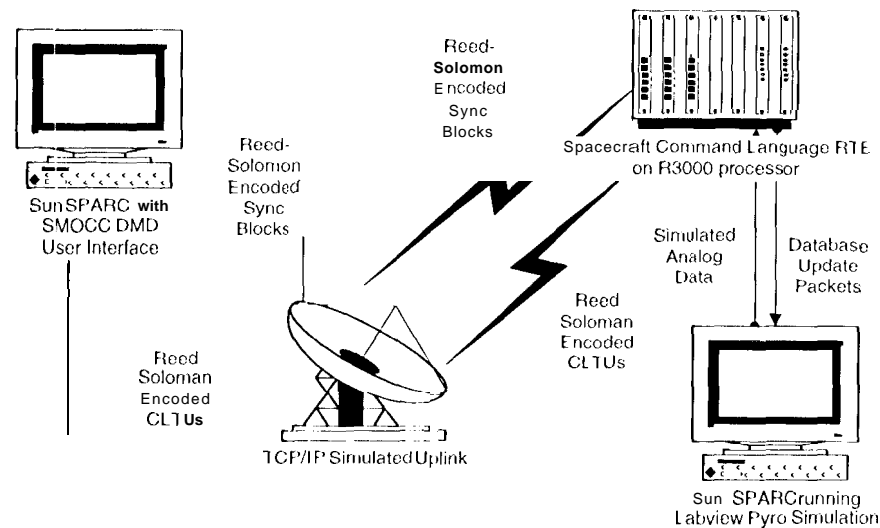 Reed-
Solomon
Encoded
Sync
Blocks
Spacecraft Command Language RTE
on R3000 processor
Reed-
Solomon
Encoded
Sync
Blocks
SunSPARC with
SMOCC DMD
User Interface
Simulated
Analog
Data
Database
Update
Packets
Reed
Soloman
Encoded
CLTUs
Reed
Soloman
Encoded
CLTUs
TCP/IP Simulated Uplink
Sun SPARCrunning
Labview Pyro Simulation